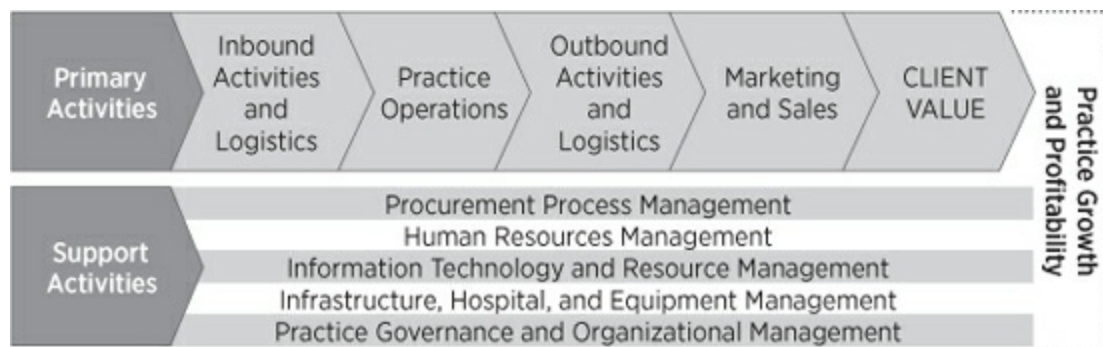 Primary
Activities
Inbound
Activities
and
Logistics
Practice
Operations
Outbound
Activities
and
Logistics
Marketing
and Sales
CLIENT
VALUE
Practice Growth
and Profitability
Support
Activities
Procurement Process Management
Human Resources Management
Information Technology and Resource Management
Infrastructure, Hospital, and Equipment Management
Practice Governance and Organizational Management